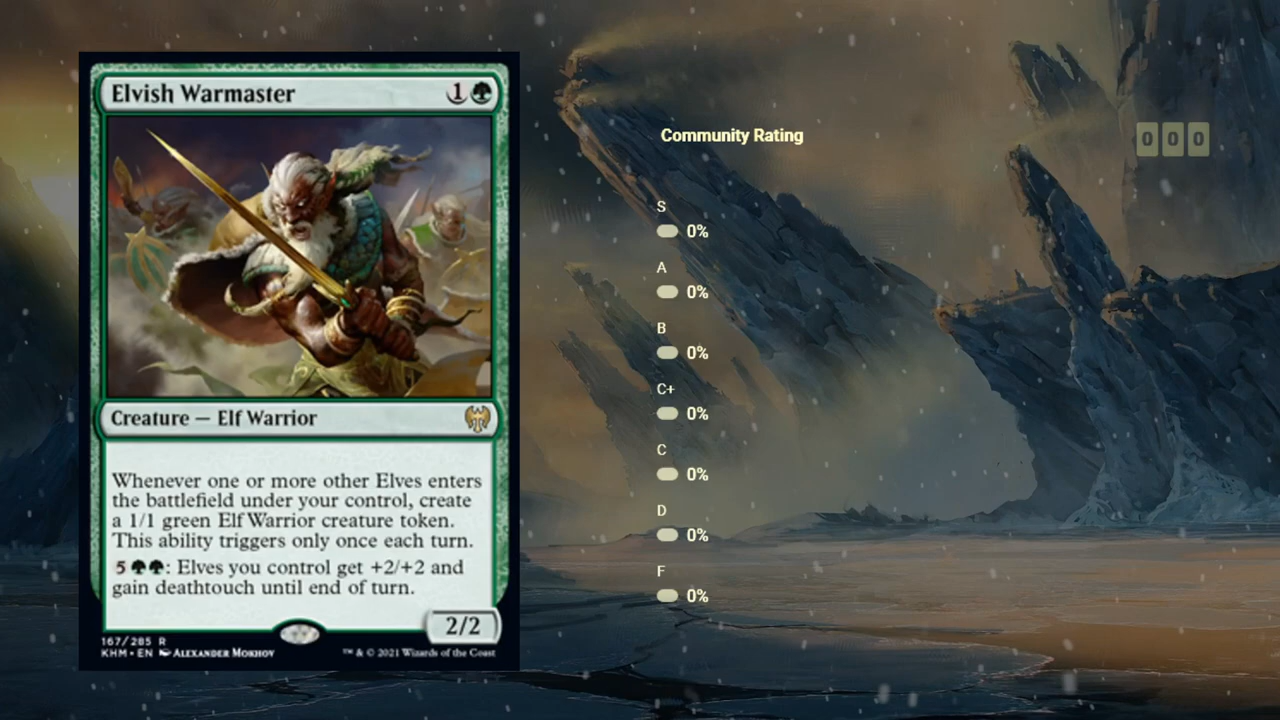 Elvish Warmaster 1
Creature — Elf Warrior
Whenever one or more other Elves enters
the battlefield under your control, create
a 1/1 green Elf Warrior creature token.
This ability triggers only once each turn.
5 : Elves you control get +2/+2 and
gain deathtouch until end of turn.
2/2
167/285 R
KHM • EN Alexander Mokhov
™ & © 2021 Wizards of the Coast
Community Rating
000
S
0%
A
0%
B
0%
C+
0%
C
0%
D
0%
F
0%